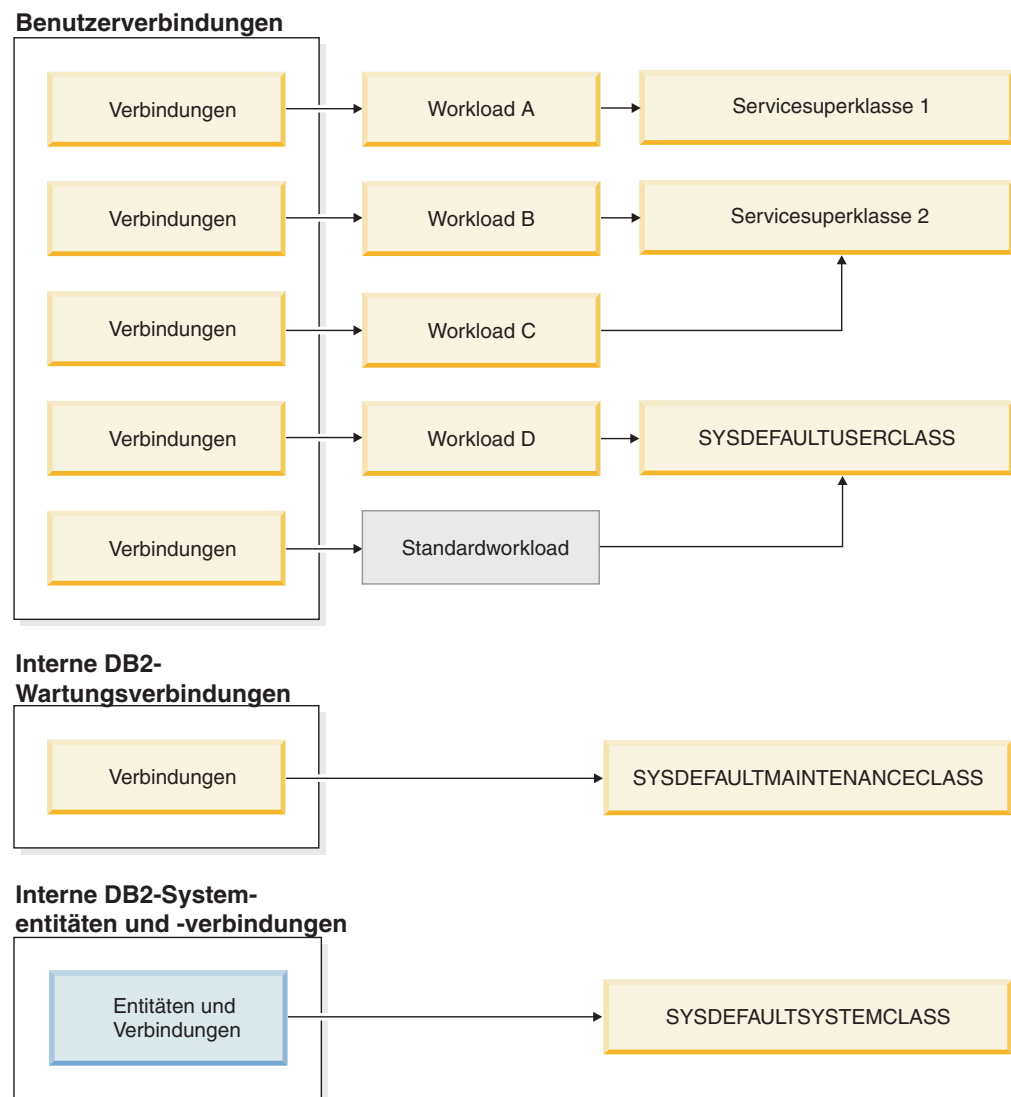 Benutzerverbindungen
Verbindungen
Workload A
Servicesuperklasse 1
Verbindungen
Workload B
Servicesuperklasse 2
Verbindungen
Workload C
Verbindungen
Workload D
SYSDEFAULTUSERCLASS
Verbindungen
Standardworkload
Interne DB2-
Wartungsverbindungen
Verbindungen
SYSDEFAULTMAINTENANCECLASS
Interne DB2-System-
entitäten und -verbindungen
Entitäten und
Verbindungen
SYSDEFAULTSYSTEMCLASS